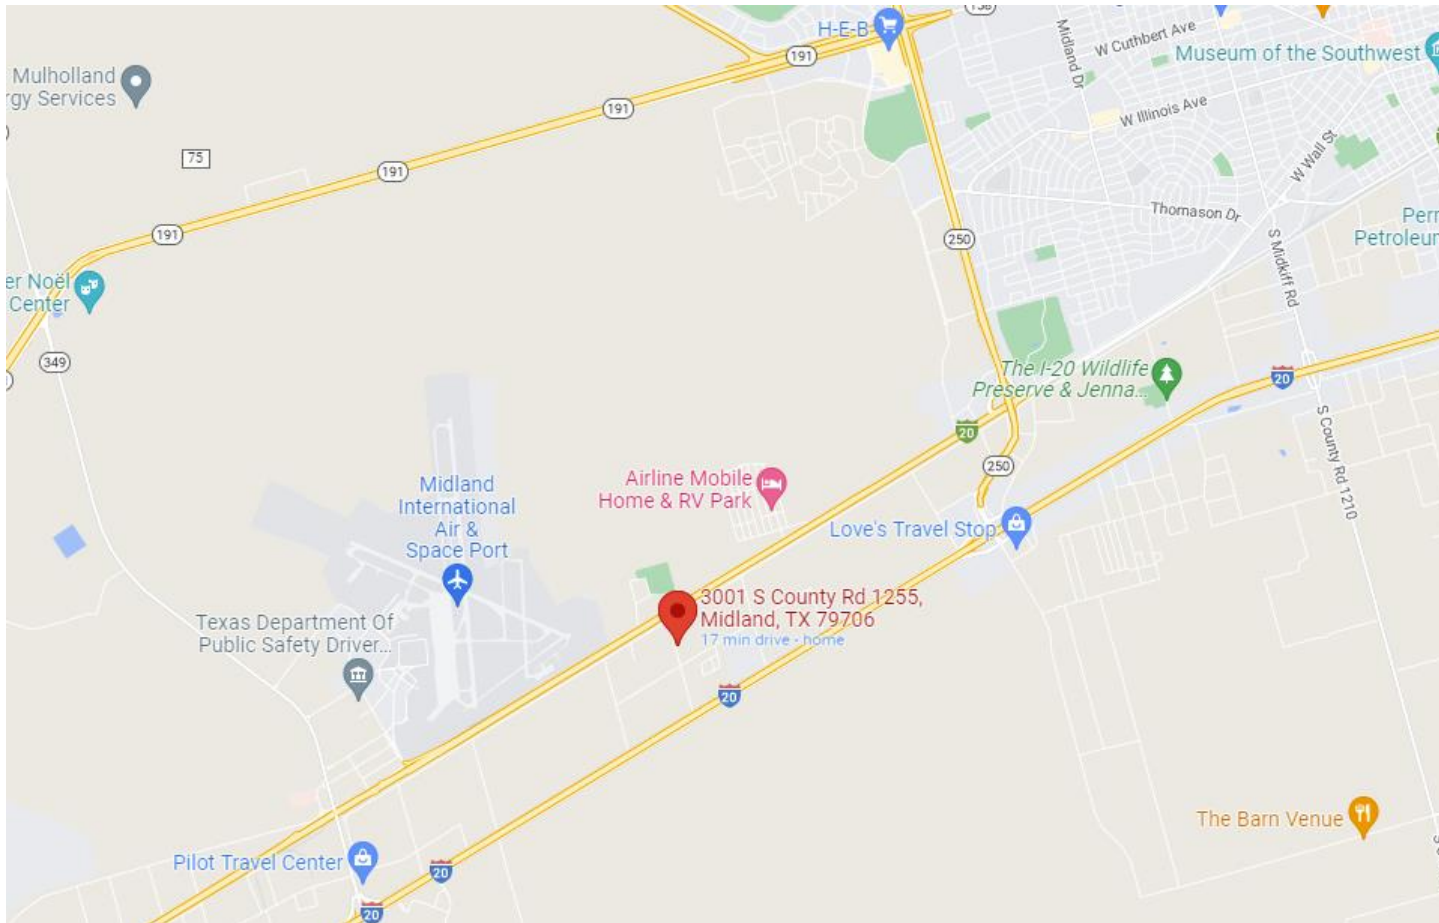 158
H-E-B
191
W Cuthbert Ave
Midland Dr
Museum of the Southwest
Mulholland
rgy Services
191
W Illinois Ave
75
191
W Wall St
Thomason Dr
191
250
S Midkiff Rd
Perr
Petroleur
er Noël
Center
349
The I-20 Wildlife
Preserve & Jenna...
20
20
S County Rd 1210
250
Airline Mobile
Home & RV Park
Midland
International
Air &
Space Port
Love's Travel Stop
3001 S County Rd 1255,
Midland, TX 79706
17 min drive - home
Texas Department Of
Public Safety Driver...
20
The Barn Venue
Pilot Travel Center
20
20